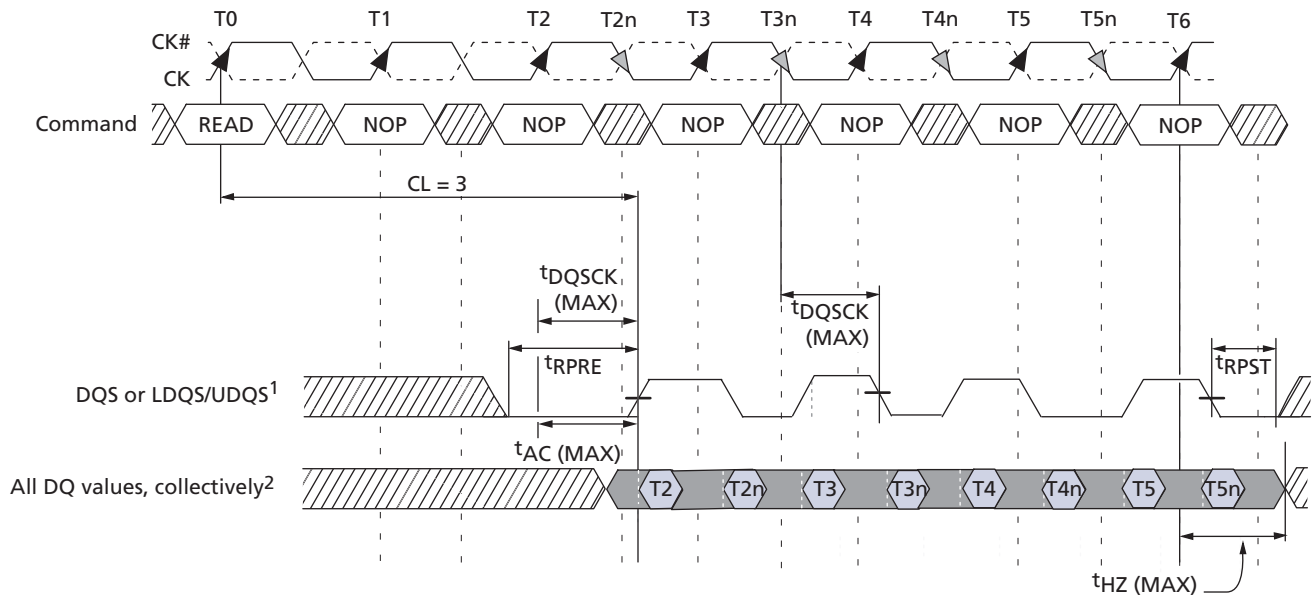 T0 T1 T2 T2n T3 T3n T4 T4n T5 T5n T6
CK#
CK
Command READ NOP NOP NOP NOP NOP NOP
CL = 3
tDQSCK
(MAX)
tDQSCK
(MAX)
tRPRE
tRPST
DQS or LDQS/UDQS1
tAC (MAX)
All DQ values, collectively2 T2 T2n T3 T3n T4 T4n T5 T5n
tHZ (MAX)